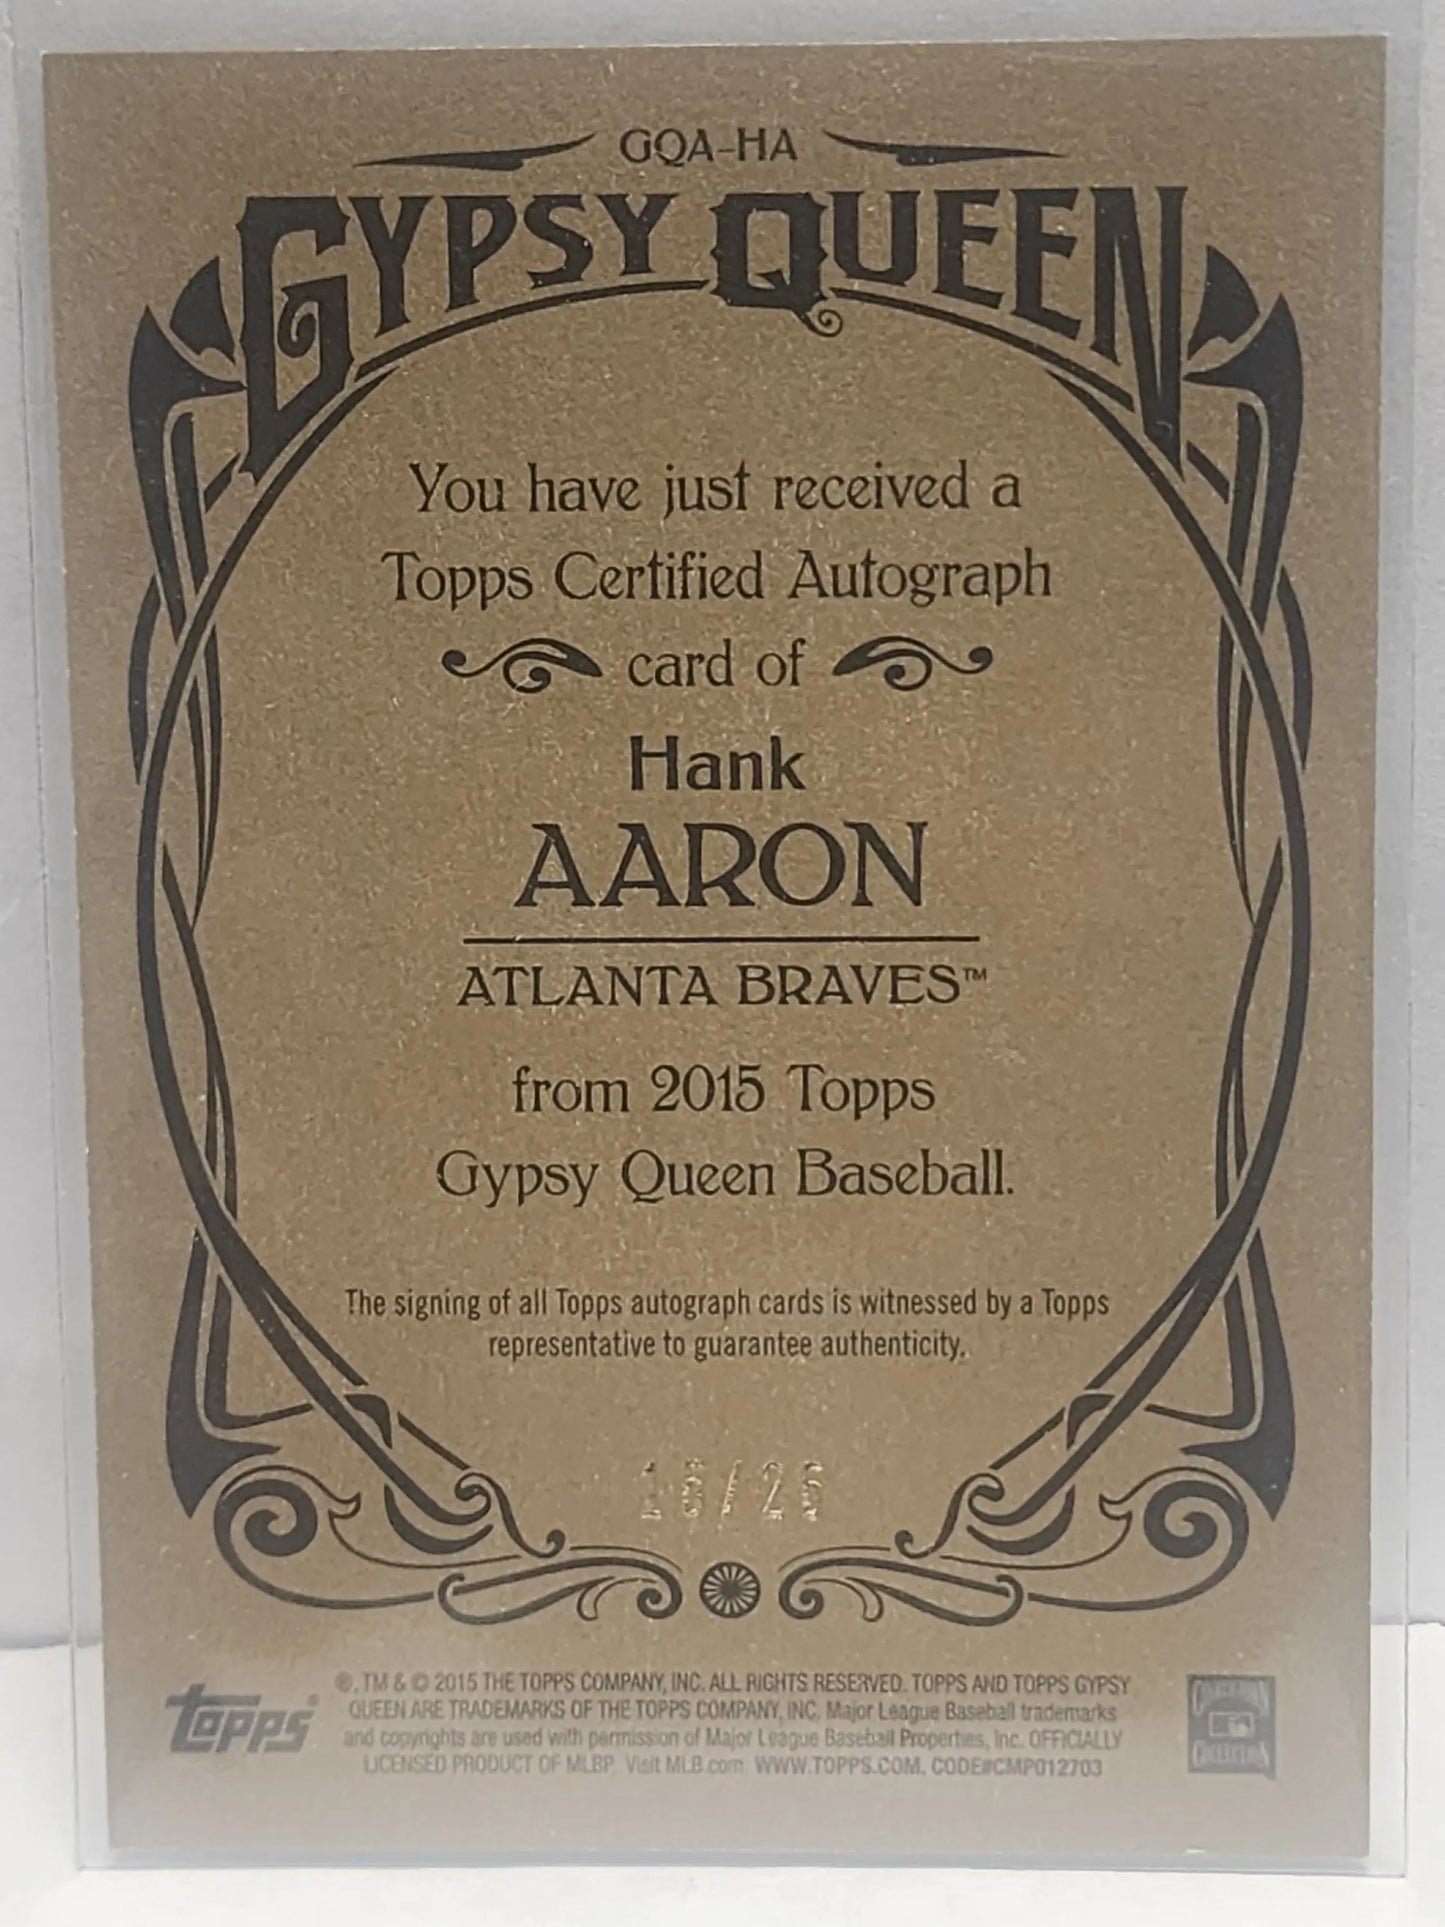 GQA-HA
GYPSY QUEEN
You have just received a
Topps Certified Autograph
card of
Hank
AARON
ATLANTA BRAVES™
from 2015 Topps
Gypsy Queen Baseball.
The signing of all Topps autograph cards is witnessed by a Topps
representative to guarantee authenticity.
topps®
®, TM & © 2015 THE TOPPS COMPANY, INC. ALL RIGHTS RESERVED. TOPPS AND TOPPS GYPSY
QUEEN ARE TRADEMARKS OF THE TOPPS COMPANY, INC. Major League Baseball trademarks
and copyrights are used with permission of Major League Baseball Properties, Inc. OFFICIALLY
LICENSED PRODUCT OF MLBP Visit MLB.com WWW.TOPPS.COM. CODE#CMP012703
COOPERSTOWN
COLLECTION